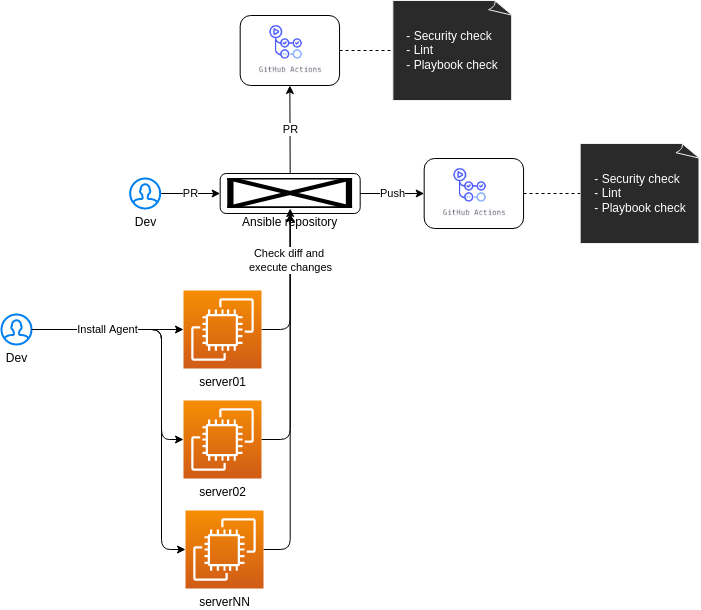 - Security check
- Lint
- Playbook check
GitHub Actions
PR
- Security check
- Lint
- Playbook check
PR
Push
GitHub Actions
Dev
Ansible repository
Check diff and
execute changes
Install Agent
Dev
server01
server02
serverNN